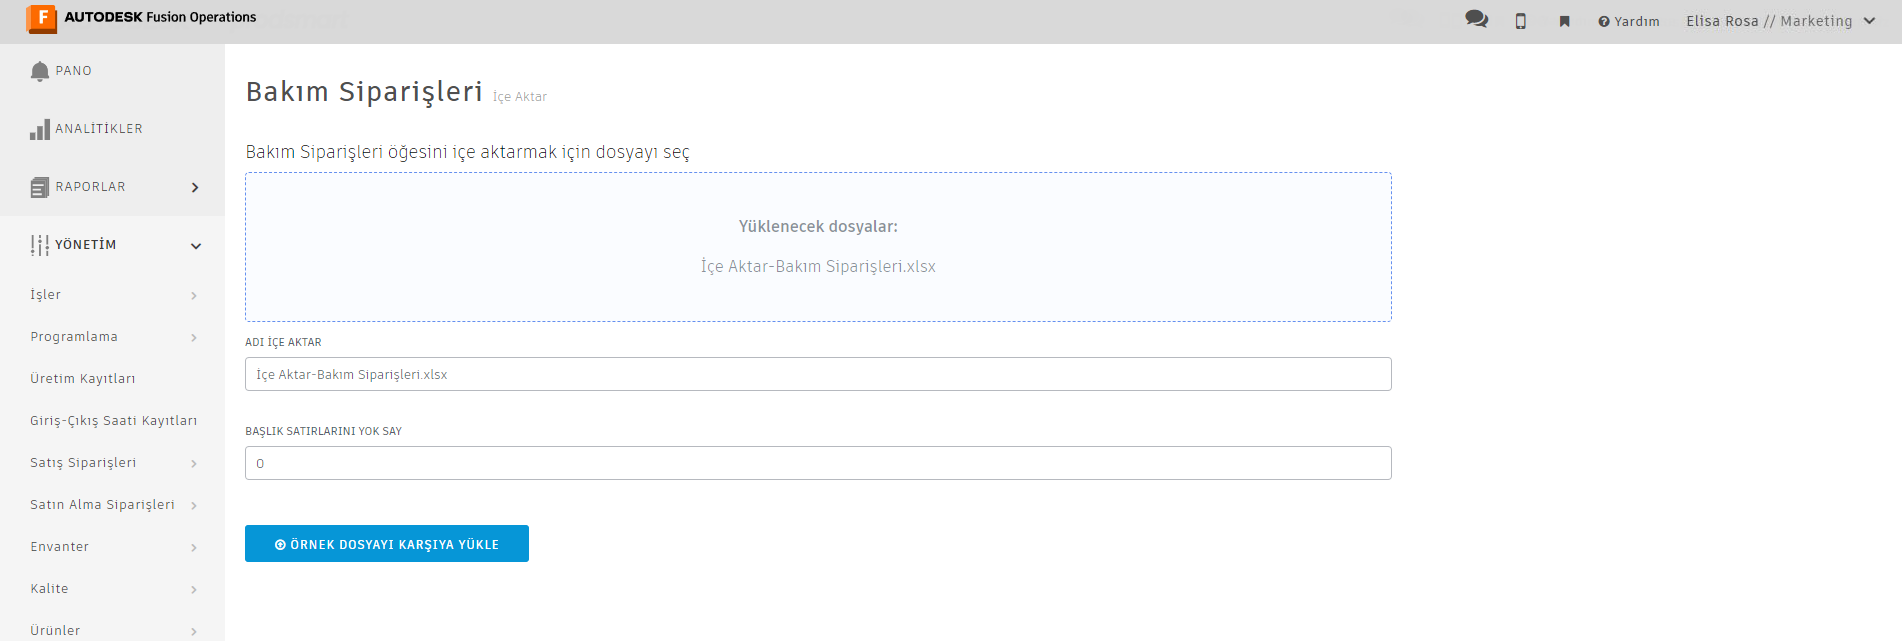 F AUTODESK Fusion Operations
Yardım
Elisa Rosa // Marketing
PANO
ANALİTİKLER
RAPORLAR
YÖNETİM
İşler
Programlama
Üretim Kayıtları
Giriş-Çıkış Saati Kayıtları
Satış Siparişleri
Satın Alma Siparişleri
Envanter
Kalite
Ürünler
Bakım Siparişleri İçe Aktar
Bakım Siparişleri öğesini içe aktarmak için dosyayı seç
Yüklenecek dosyalar:
İçe Aktar-Bakım Siparişleri.xlsx
ADI İÇE AKTAR
İçe Aktar-Bakım Siparişleri.xlsx
BAŞLIK SATIRLARINI YOK SAY
0
ÖRNEK DOSYAYI KARŞIYA YÜKLE